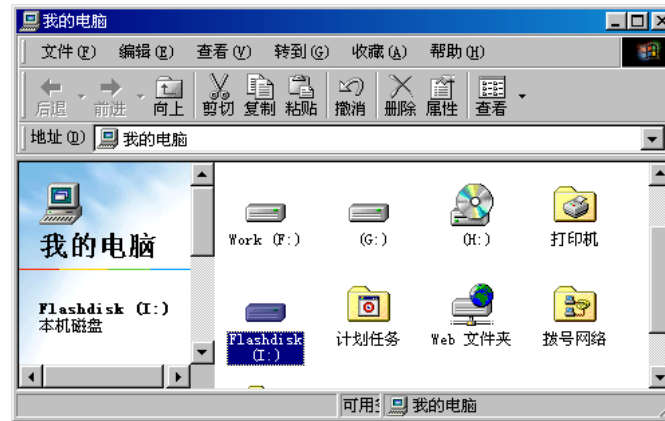 我的电脑
文件(F) 编辑(E) 查看(V) 转到(G) 收藏(A) 帮助(H)
后退 前进 向上 剪切 复制 粘贴 撤消 删除 属性 查看
地址(D) 我的电脑
我的电脑
Flashdisk (I:)
本机磁盘
Work (F:) (G:) (H:) 打印机
Flashdisk (I:) 计划任务 Web 文件夹 拨号网络
可用 我的电脑